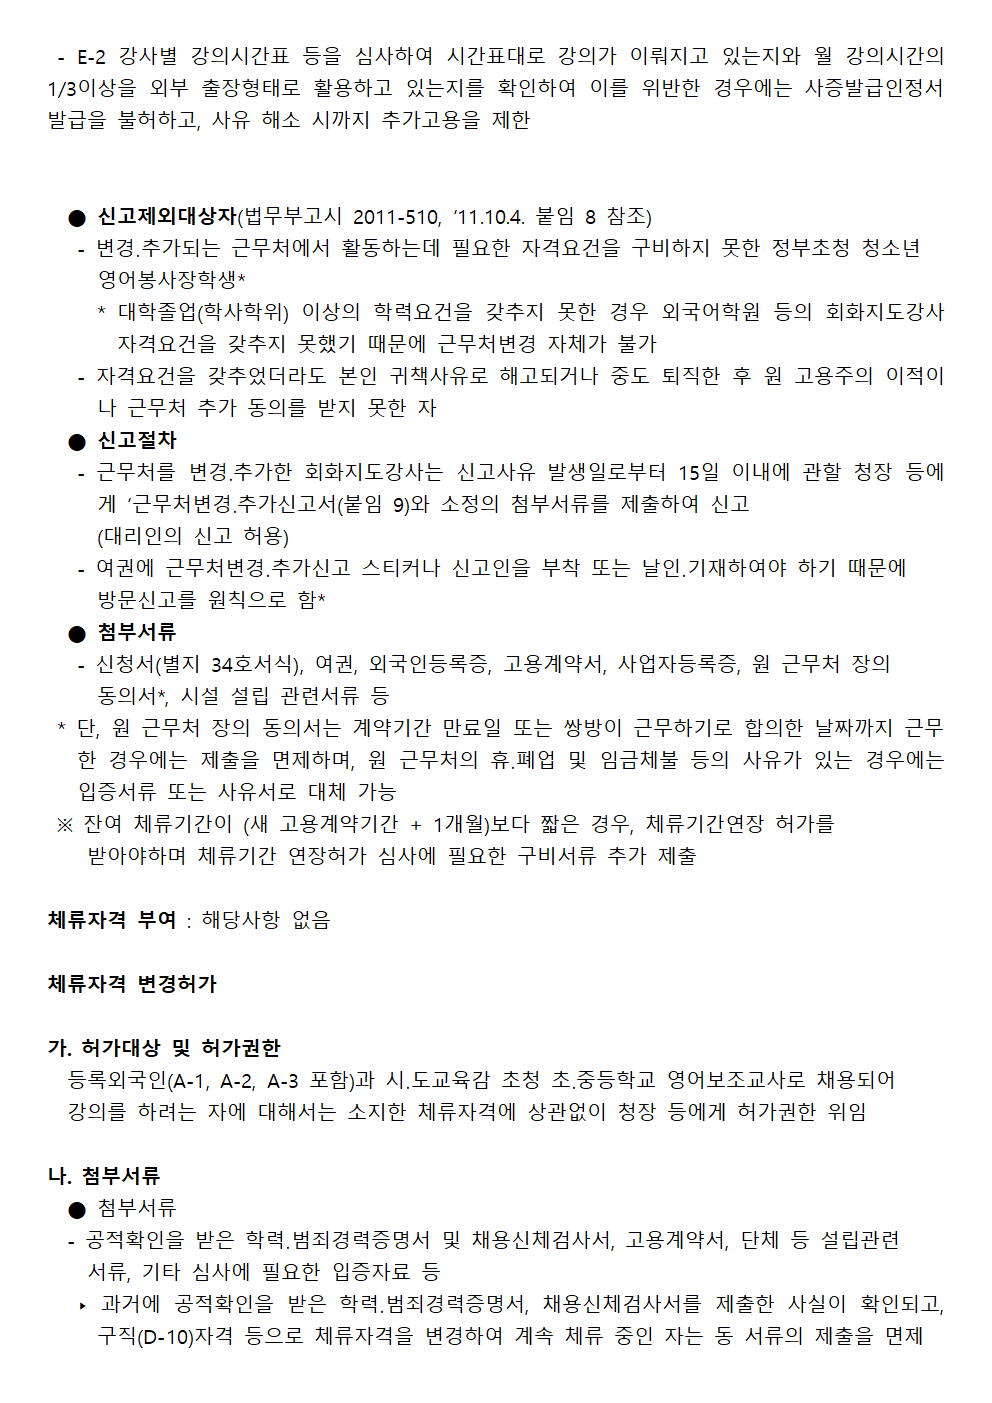 - E-2 강사별 강의시간표 등을 심사하여 시간표대로 강의가 이뤄지고 있는지와 월 강의시간의
1/3이상을 외부 출장형태로 활용하고 있는지를 확인하여 이를 위반한 경우에는 사증발급인정서
발급을 불허하고, 사유 해소 시까지 추가고용을 제한
● 신고제외대상자(법무부고시 2011-510, ‘11.10.4. 붙임 8 참조)
- 변경.추가되는 근무처에서 활동하는데 필요한 자격요건을 구비하지 못한 정부초청 청소년
영어봉사장학생*
* 대학졸업(학사학위) 이상의 학력요건을 갖추지 못한 경우 외국어학원 등의 회화지도강사
자격요건을 갖추지 못했기 때문에 근무처변경 자체가 불가
- 자격요건을 갖추었더라도 본인 귀책사유로 해고되거나 중도 퇴직한 후 원 고용주의 이적이
나 근무처 추가 동의를 받지 못한 자
● 신고절차
- 근무처를 변경.추가한 회화지도강사는 신고사유 발생일로부터 15일 이내에 관할 청장 등에
게 ‘근무처변경.추가신고서(붙임 9)와 소정의 첨부서류를 제출하여 신고
(대리인의 신고 허용)
- 여권에 근무처변경.추가신고 스티커나 신고인을 부착 또는 날인.기재하여야 하기 때문에
방문신고를 원칙으로 함*
● 첨부서류
- 신청서(별지 34호서식), 여권, 외국인등록증, 고용계약서, 사업자등록증, 원 근무처 장의
동의서*, 시설 설립 관련서류 등
* 단, 원 근무처 장의 동의서는 계약기간 만료일 또는 쌍방이 근무하기로 합의한 날짜까지 근무
한 경우에는 제출을 면제하며, 원 근무처의 휴.폐업 및 임금체불 등의 사유가 있는 경우에는
입증서류 또는 사유서로 대체 가능
※ 잔여 체류기간이 (새 고용계약기간 + 1개월)보다 짧은 경우, 체류기간연장 허가를
받아야하며 체류기간 연장허가 심사에 필요한 구비서류 추가 제출
체류자격 부여 : 해당사항 없음
체류자격 변경허가
가. 허가대상 및 허가권한
등록외국인(A-1, A-2, A-3 포함)과 시.도교육감 초청 초.중등학교 영어보조교사로 채용되어
강의를 하려는 자에 대해서는 소지한 체류자격에 상관없이 청장 등에게 허가권한 위임
나. 첨부서류
● 첨부서류
- 공적확인을 받은 학력.범죄경력증명서 및 채용신체검사서, 고용계약서, 단체 등 설립관련
서류, 기타 심사에 필요한 입증자료 등
▸ 과거에 공적확인을 받은 학력.범죄경력증명서, 채용신체검사서를 제출한 사실이 확인되고,
구직(D-10)자격 등으로 체류자격을 변경하여 계속 체류 중인 자는 동 서류의 제출을 면제